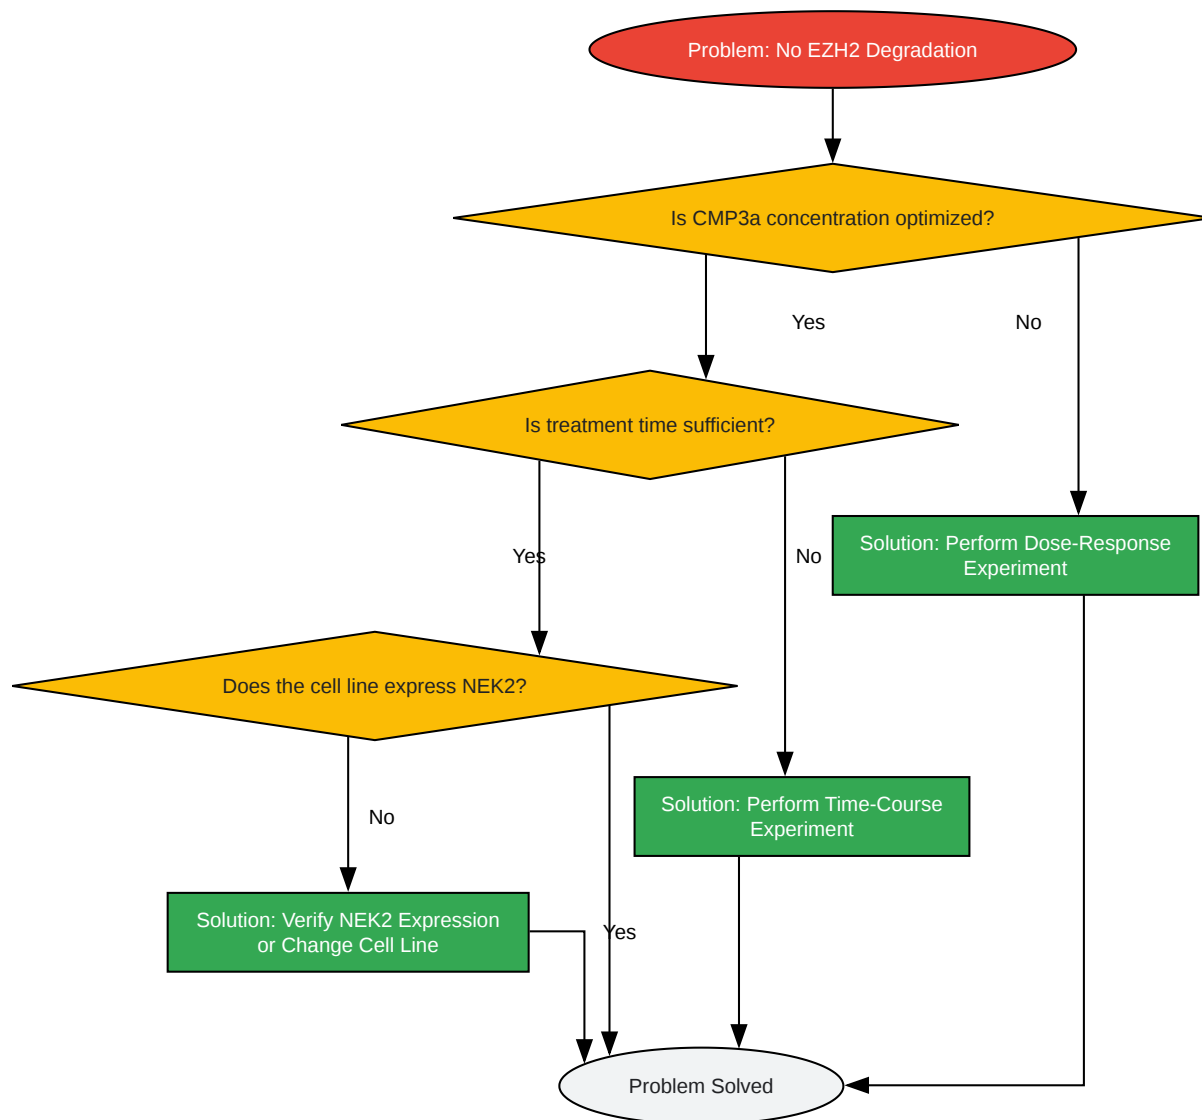 Problem: No EZH2 Degradation
Is CMP3a concentration optimized?
Yes
No
Is treatment time sufficient?
Solution: Perform Dose-Response
Experiment
Yes
No
Does the cell line express NEK2?
Solution: Perform Time-Course
Experiment
No
Solution: Verify NEK2 Expression
or Change Cell Line
Yes
Problem Solved